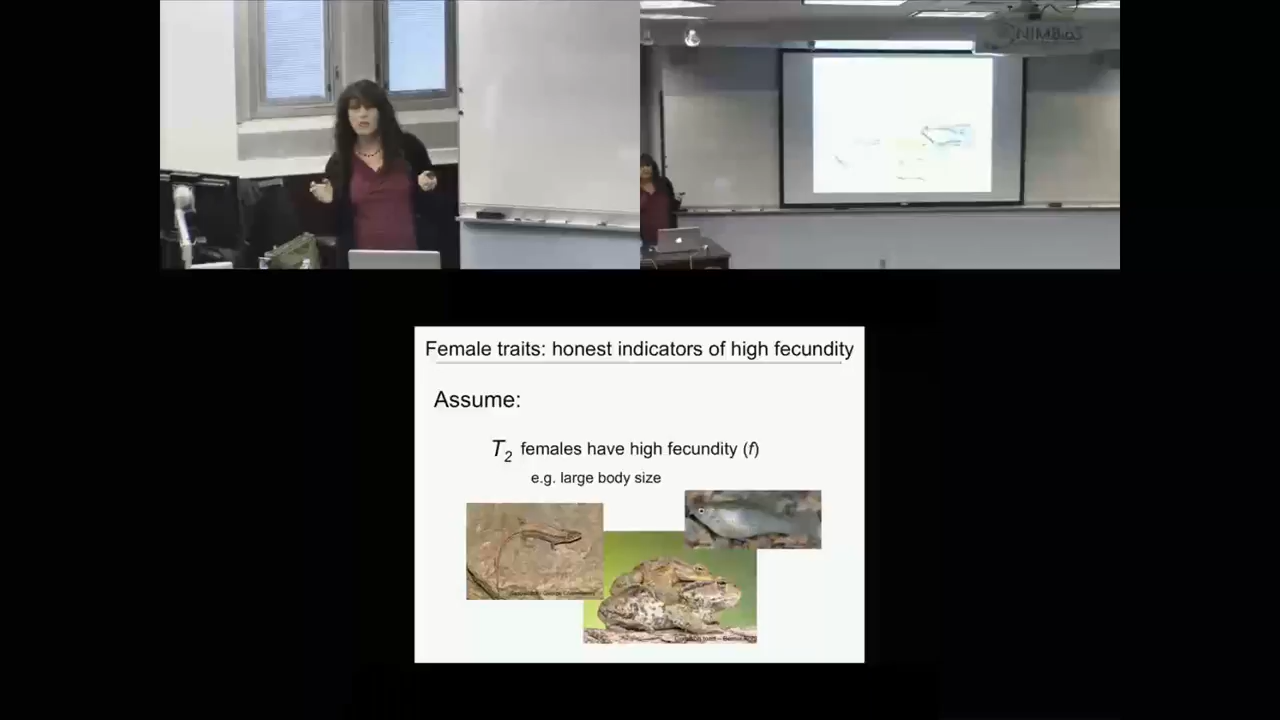 NIMBioS
Female traits: honest indicators of high fecundity
Assume:
T2 females have high fecundity (f)
e.g. large body size